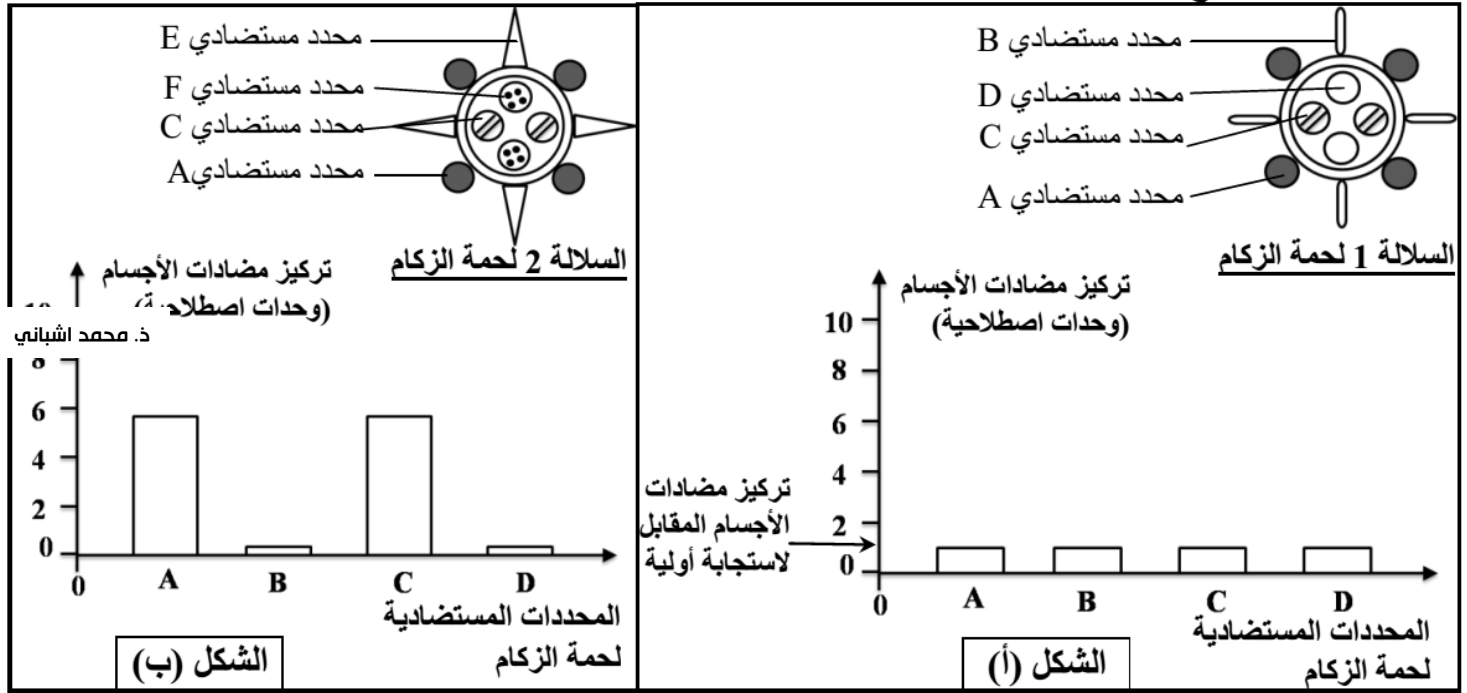 محدد مستضادي B
محدد مستضادي D
محدد مستضادي C
محدد مستضادي A
السلالة 1 لحمة الزكام
تركيز مضادات الأجسام
(وحدات اصطلاحية)
10
8
6
4
2
0
تركيز مضادات
الأجسام المقابل
لاستجابة أولية
0 A B C D
المحددات المستضادية
لحمة الزكام
الشكل (أ)
محدد مستضادي E
محدد مستضادي F
محدد مستضادي C
محدد مستضادي A
السلالة 2 لحمة الزكام
تركيز مضادات الأجسام
(وحدات اصطلاحية)
ذ. محمد اشباني
8
6
4
2
0
0 A B C D
المحددات المستضادية
لحمة الزكام
الشكل (ب)